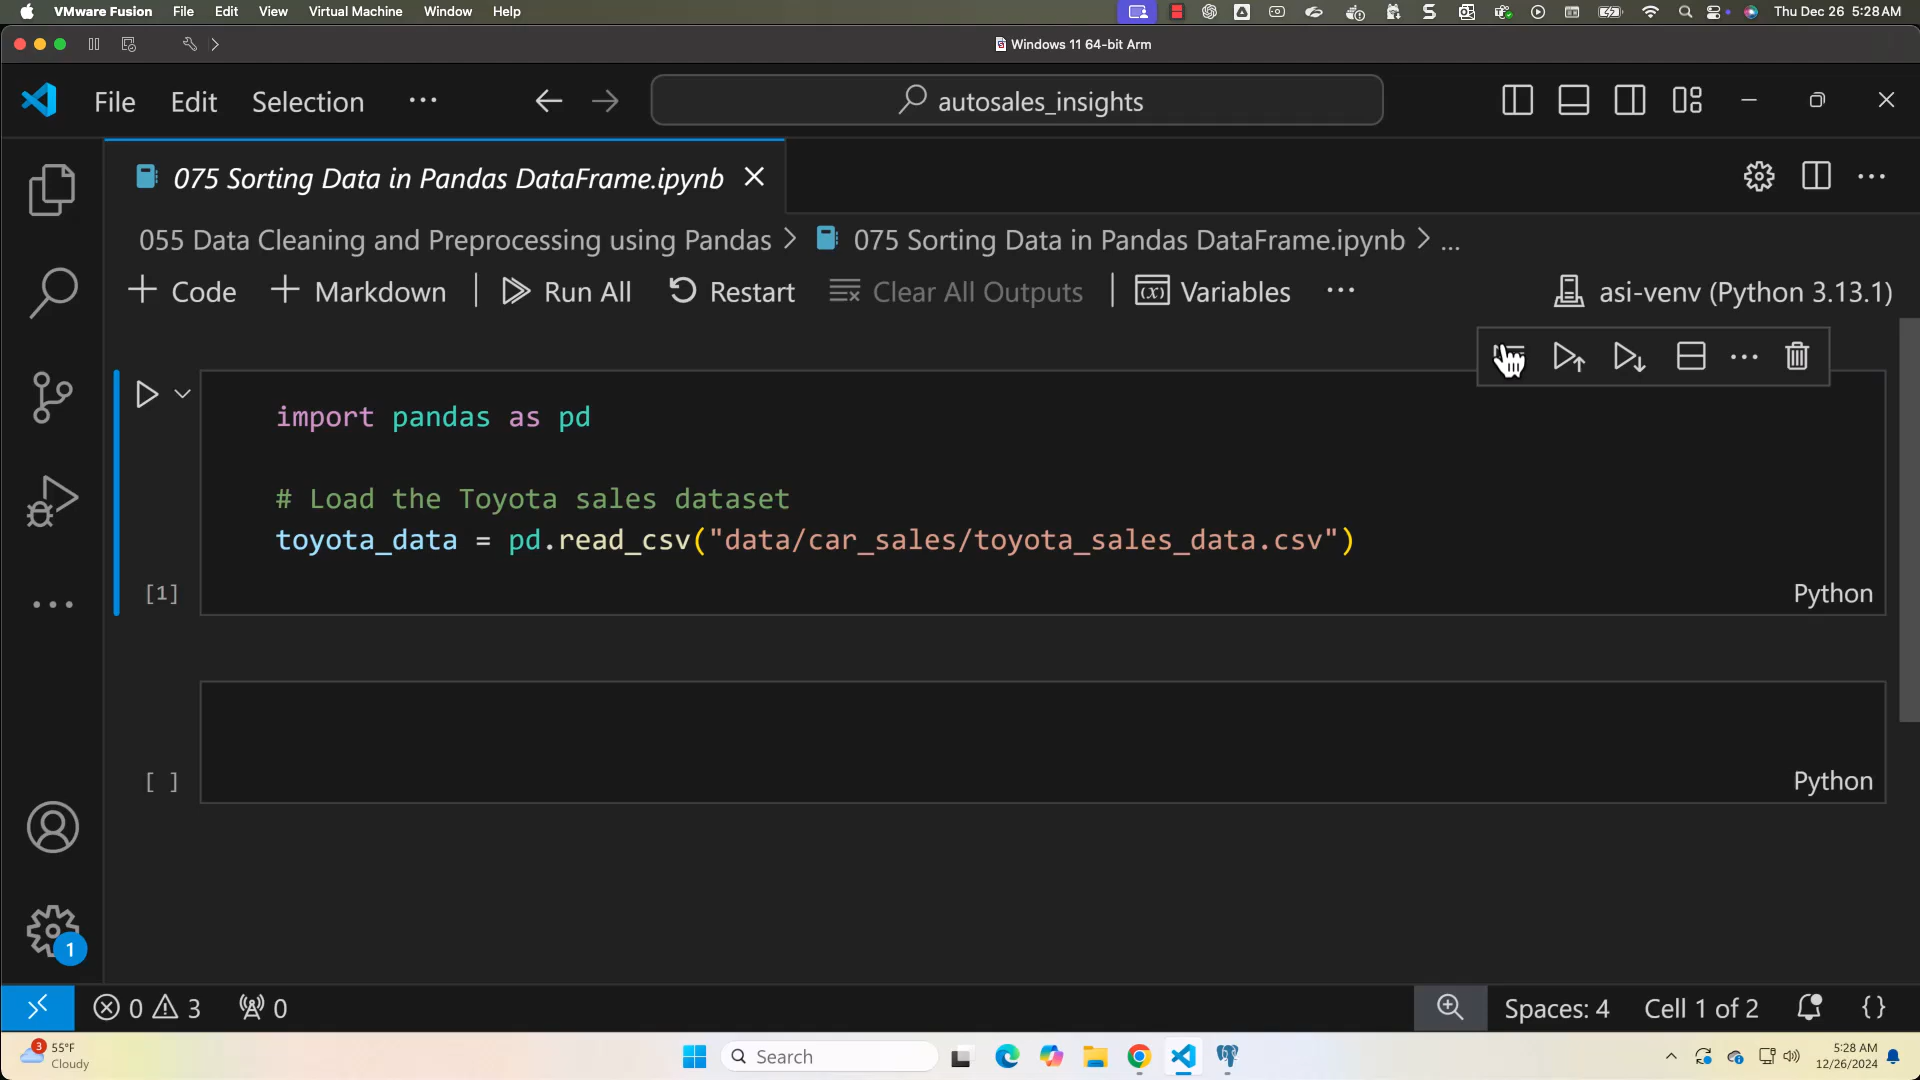 VMware Fusion File Edit View Virtual Machine Window Help Thu Dec 26 5:28 AM
Windows 11 64-bit Arm
File Edit Selection ··· autosales_insights
075 Sorting Data in Pandas DataFrame.ipynb
055 Data Cleaning and Preprocessing using Pandas > 075 Sorting Data in Pandas DataFrame.ipynb > ...
+ Code + Markdown | Run All Restart Clear All Outputs | Variables ··· asi-venv (Python 3.13.1)
import pandas as pd
# Load the Toyota sales dataset
toyota_data = pd.read_csv("data/car_sales/toyota_sales_data.csv")
[1] Python
[ ] Python
1
0 3 0 Spaces: 4 Cell 1 of 2 {}
3 55°F Search 5:28 AM
Cloudy 12/26/2024